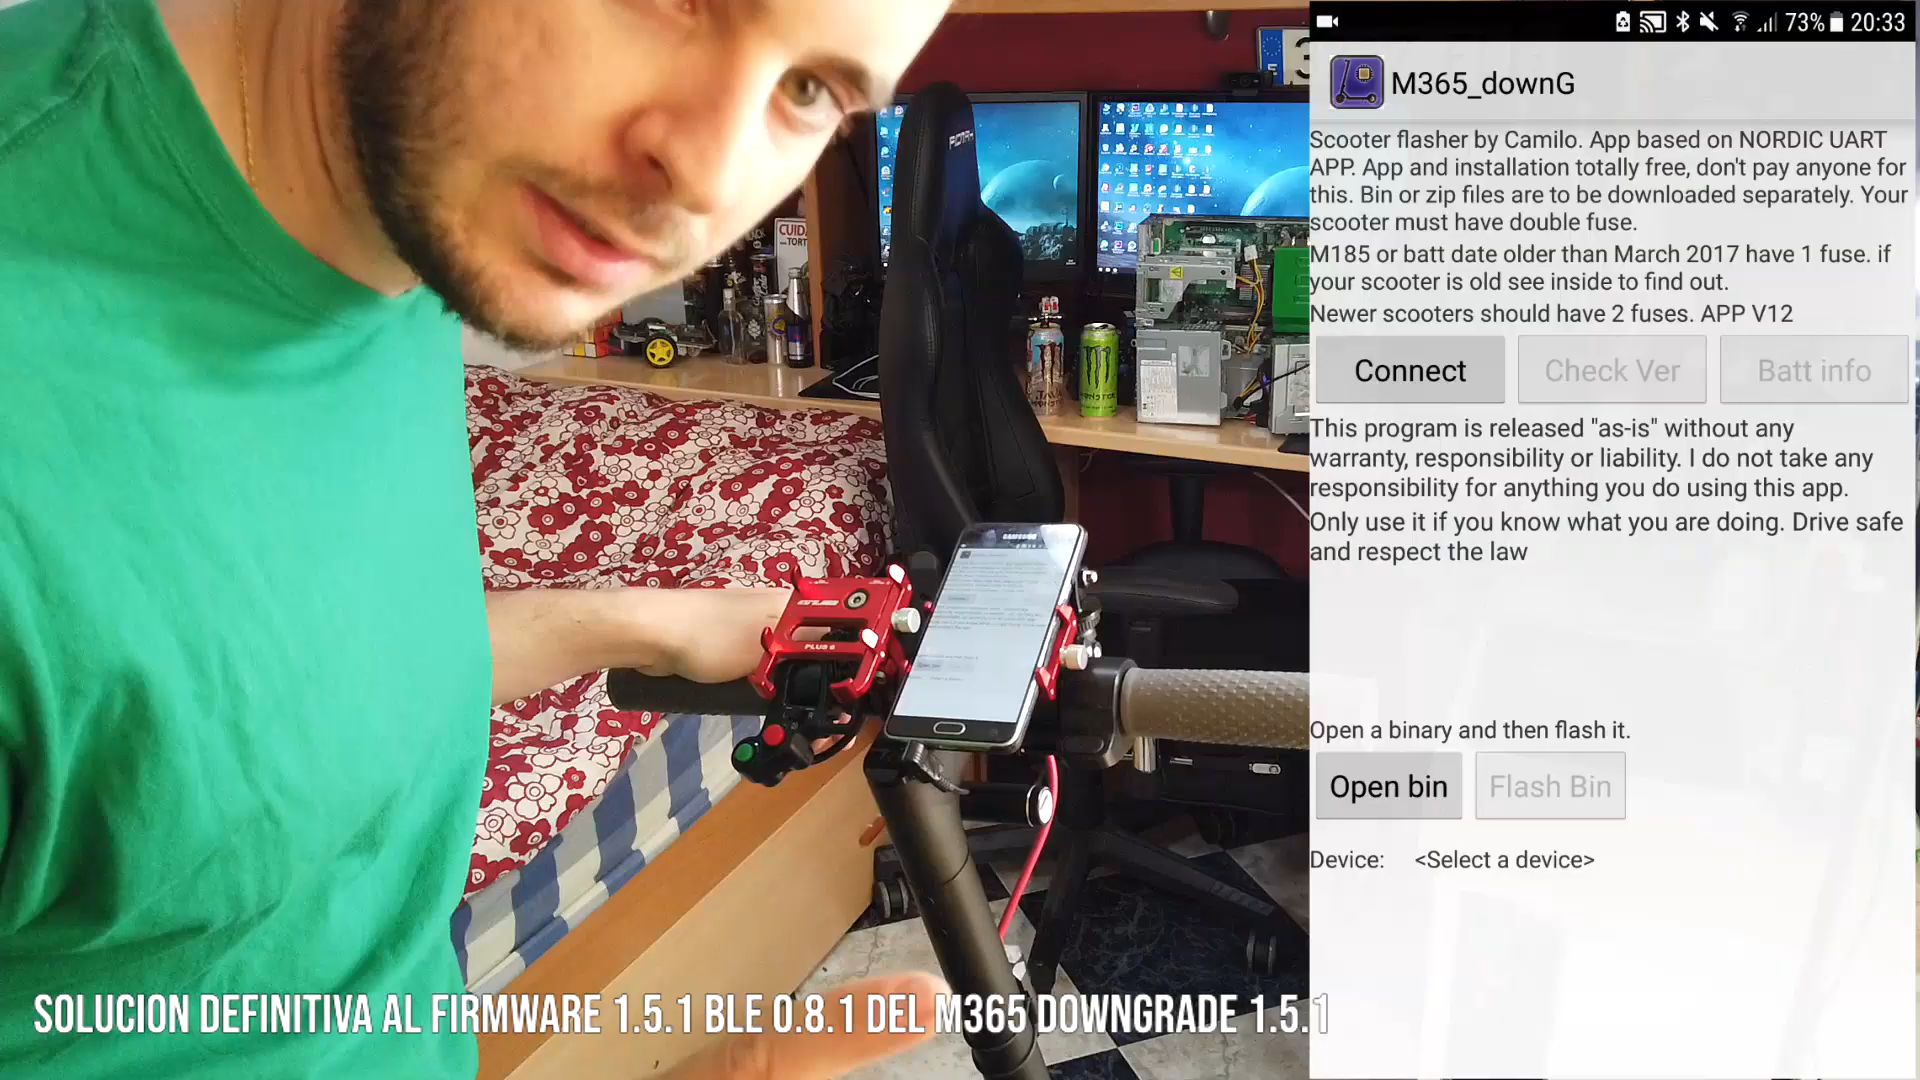 73% 20:33
M365_downG
Scooter flasher by Camilo. App based on NORDIC UART
APP. App and installation totally free, don't pay anyone for
this. Bin or zip files are to be downloaded separately. Your
scooter must have double fuse.
M185 or batt date older than March 2017 have 1 fuse. if
your scooter is old see inside to find out.
Newer scooters should have 2 fuses. APP V12
Connect
Check Ver
Batt info
This program is released "as-is" without any
warranty, responsibility or liability. I do not take any
responsibility for anything you do using this app.
Only use it if you know what you are doing. Drive safe
and respect the law
Open a binary and then flash it.
Open bin
Flash Bin
Device: <Select a device>
CUIDA
TORT
SAMSUNG
PLUS 6
SOLUCION DEFINITIVA AL FIRMWARE 1.5.1 BLE 0.8.1 DEL M365 DOWNGRADE 1.5.1